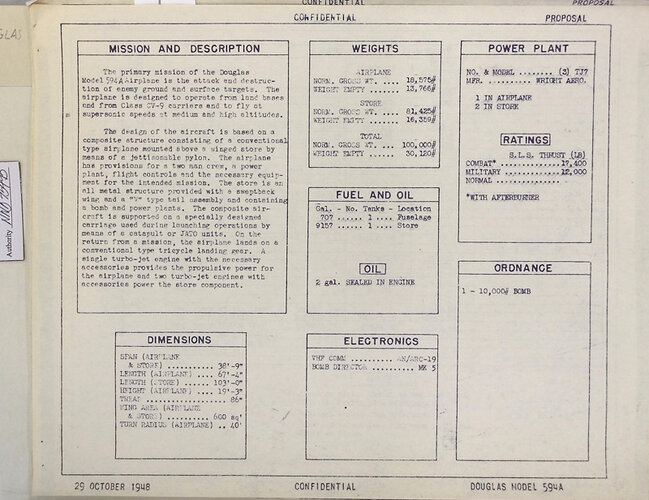 CONFIDENTIAL
PROPOSAL
CONFIDENTIAL
PROPOSAL
GLAS
Authority
MISSION AND DESCRIPTION
The primary mission of the Douglas
Model 594A Airplane is the attack and destruc-
tion of enemy ground and surface targets. The
airplane is designed to operate from land bases
and from Class CV-9 carriers and to fly at
supersonic speeds at medium and high altitudes.
The design of the aircraft is based on a
composite structure consisting of a conventional
type airplane mounted above a winged store by
means of a jettisonable pylon. The airplane
has provisions for a two man crew, a power
plant, flight controls and the necessary equip-
ment for the intended mission. The store is an
all metal structure provided with a sweptback
wing and a "V" type tail assembly and containing
a bomb and power plants. The composite air-
craft is supported on a specially designed
carriage used during launching operations by
means of a catapult or JATO units. On the
return from a mission, the airplane lands on a
conventional type tricycle landing gear. A
single turbo-jet engine with the necessary
accessories provides the propulsive power for
the airplane and two turbo-jet engines with
accessories power the store component.
DIMENSIONS
SPAN (AIRPLANE
& STORE) ........... 38'-9"
LENGTH (AIRPLANE) .... 67'-4"
LENGTH (STORE) ...... 103'-0"
HEIGHT (AIRPLANE) .... 19'-3"
TREAD .................. 86"
WING AREA (AIRPLANE
& STORE) .......... 600 sq'
TURN RADIUS (AIRPLANE) .. 40'
WEIGHTS
AIRPLANE
NORM. GROSS WT. .... 18,575#
WEIGHT EMPTY ....... 13,766#
STORE
NORM. GROSS WT. .... 81,425#
WEIGHT EMPTY ....... 16,359#
TOTAL
NORM. GROSS WT. ... 100,000#
WEIGHT EMPTY ...... 30,120#
FUEL AND OIL
Gal. - No. Tanks - Location
707 ...... 1 .... Fuselage
9157 ...... 1 .... Store
OIL
2 gal. SEALED IN ENGINE
ELECTRONICS
VHF COMM .......... AN/ARC-19
BOMB DIRECTOR ......... MK 5
POWER PLANT
NO. & MODEL ........ (3) TJ7
MFR. .......... WRIGHT AERO.
1 IN AIRPLANE
2 IN STORE
RATINGS
S.L.S. THRUST (LB)
COMBAT* ............. 17,400
MILITARY ............ 12,000
NORMAL ...............
*WITH AFTERBURNER
ORDNANCE
1 - 10,000# BOMB
29 OCTOBER 1948
CONFIDENTIAL
DOUGLAS MODEL 594A